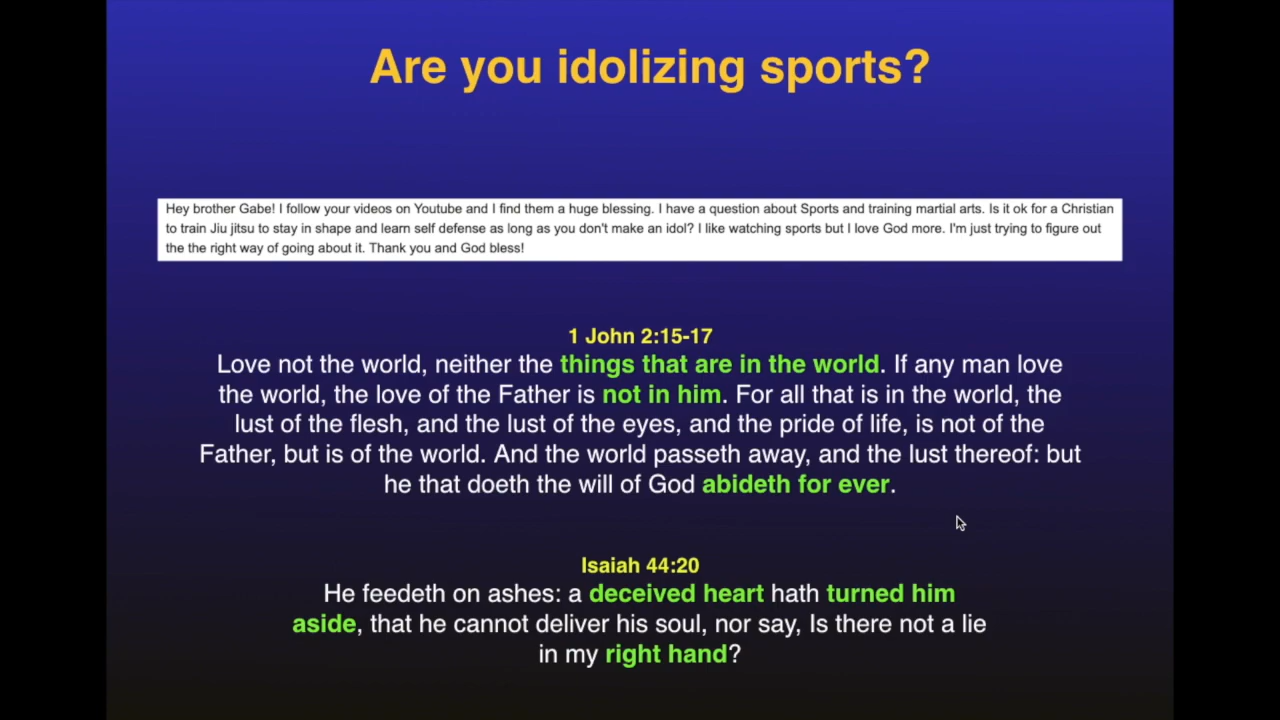 Are you idolizing sports?
Hey brother Gabe! I follow your videos on Youtube and I find them a huge blessing. I have a question about Sports and training martial arts. Is it ok for a Christian
to train Jiu jitsu to stay in shape and learn self defense as long as you don't make an idol? I like watching sports but I love God more. I'm just trying to figure out
the the right way of going about it. Thank you and God bless!
1 John 2:15-17
Love not the world, neither the things that are in the world. If any man love
the world, the love of the Father is not in him. For all that is in the world, the
lust of the flesh, and the lust of the eyes, and the pride of life, is not of the
Father, but is of the world. And the world passeth away, and the lust thereof: but
he that doeth the will of God abideth for ever.
Isaiah 44:20
He feedeth on ashes: a deceived heart hath turned him
aside, that he cannot deliver his soul, nor say, Is there not a lie
in my right hand?